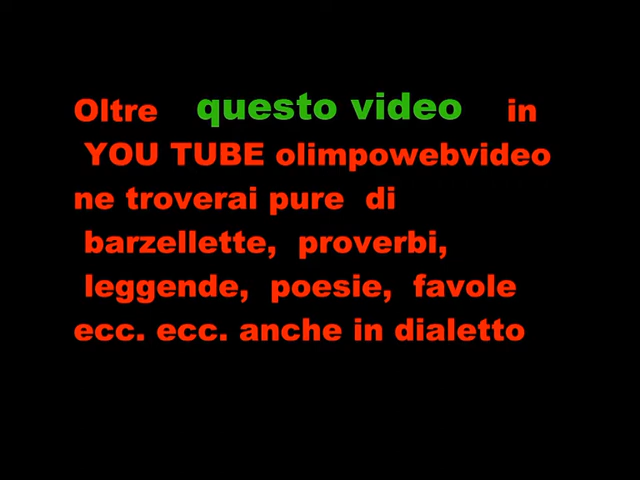 Oltre questo video in
YOU TUBE olimpowebvideo
ne troverai pure di
barzellette, proverbi,
leggende, poesie, favole
ecc. ecc. anche in dialetto